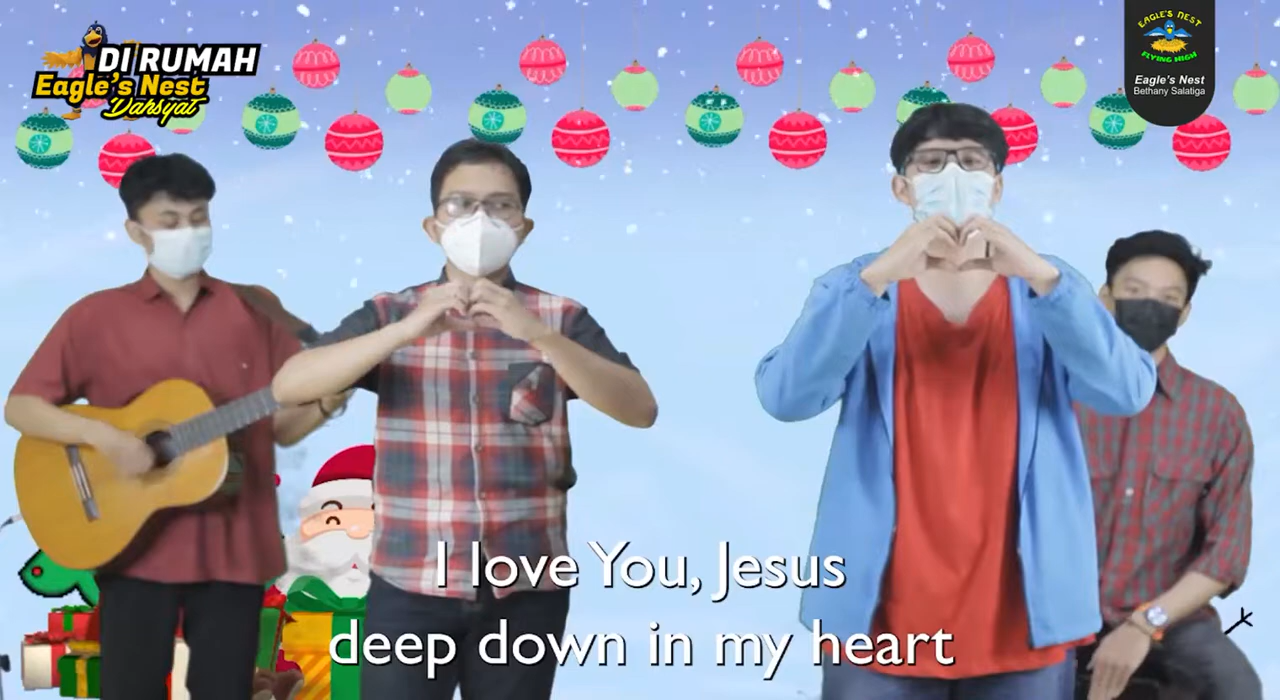 DI RUMAH
Eagle's Nest
Dahsyat
EAGLE'S NEST
FLYING HIGH
Eagle's Nest
Bethany Salatiga
I love You, Jesus
deep down in my heart